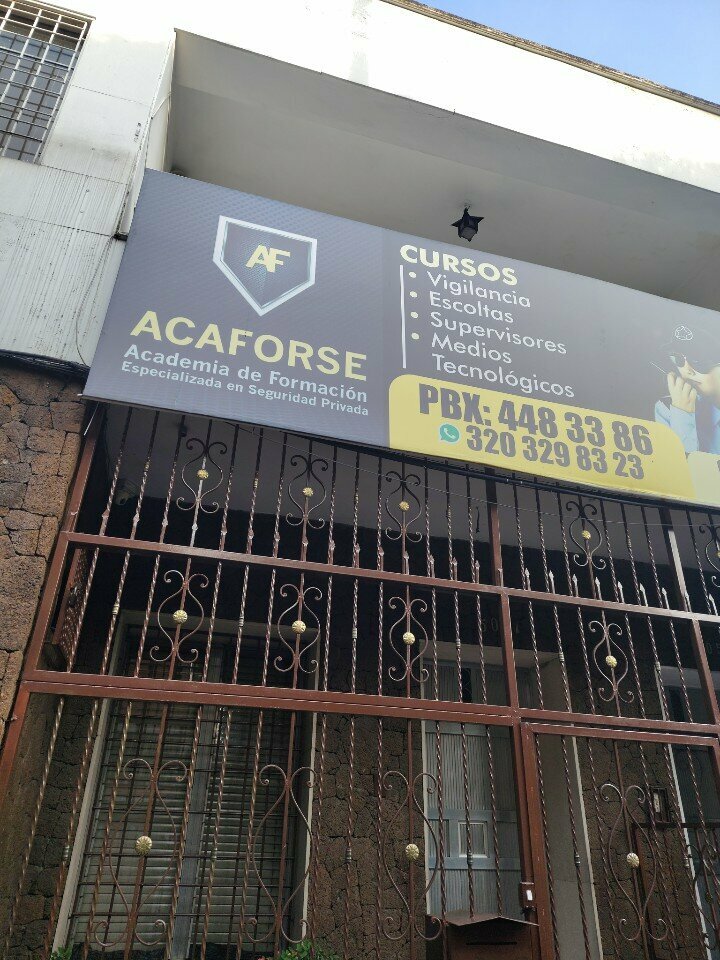 AF
ACAFORSE
Academia de Formación
Especializada en Seguridad Privada
CURSOS
• Vigilancia
• Escoltas
• Supervisores
• Medios
Tecnológicos
PBX: 448 33 86
320 329 83 23